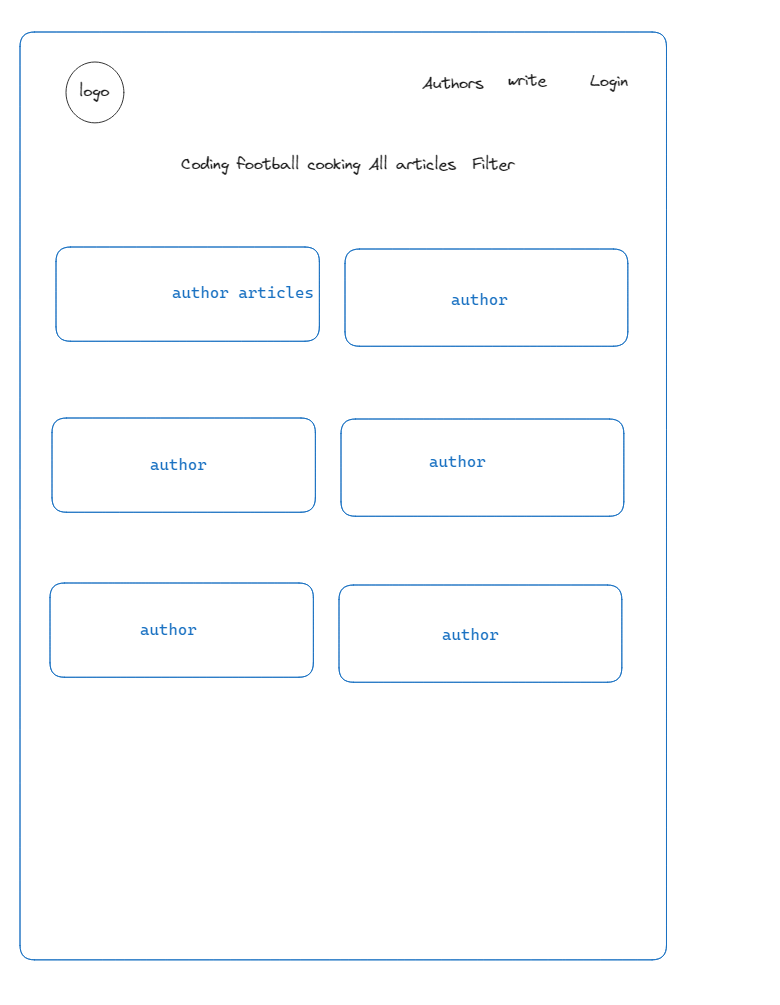 logo
Authors write Login
Coding football cooking All articles Filter
author articles
author
author
author
author
author